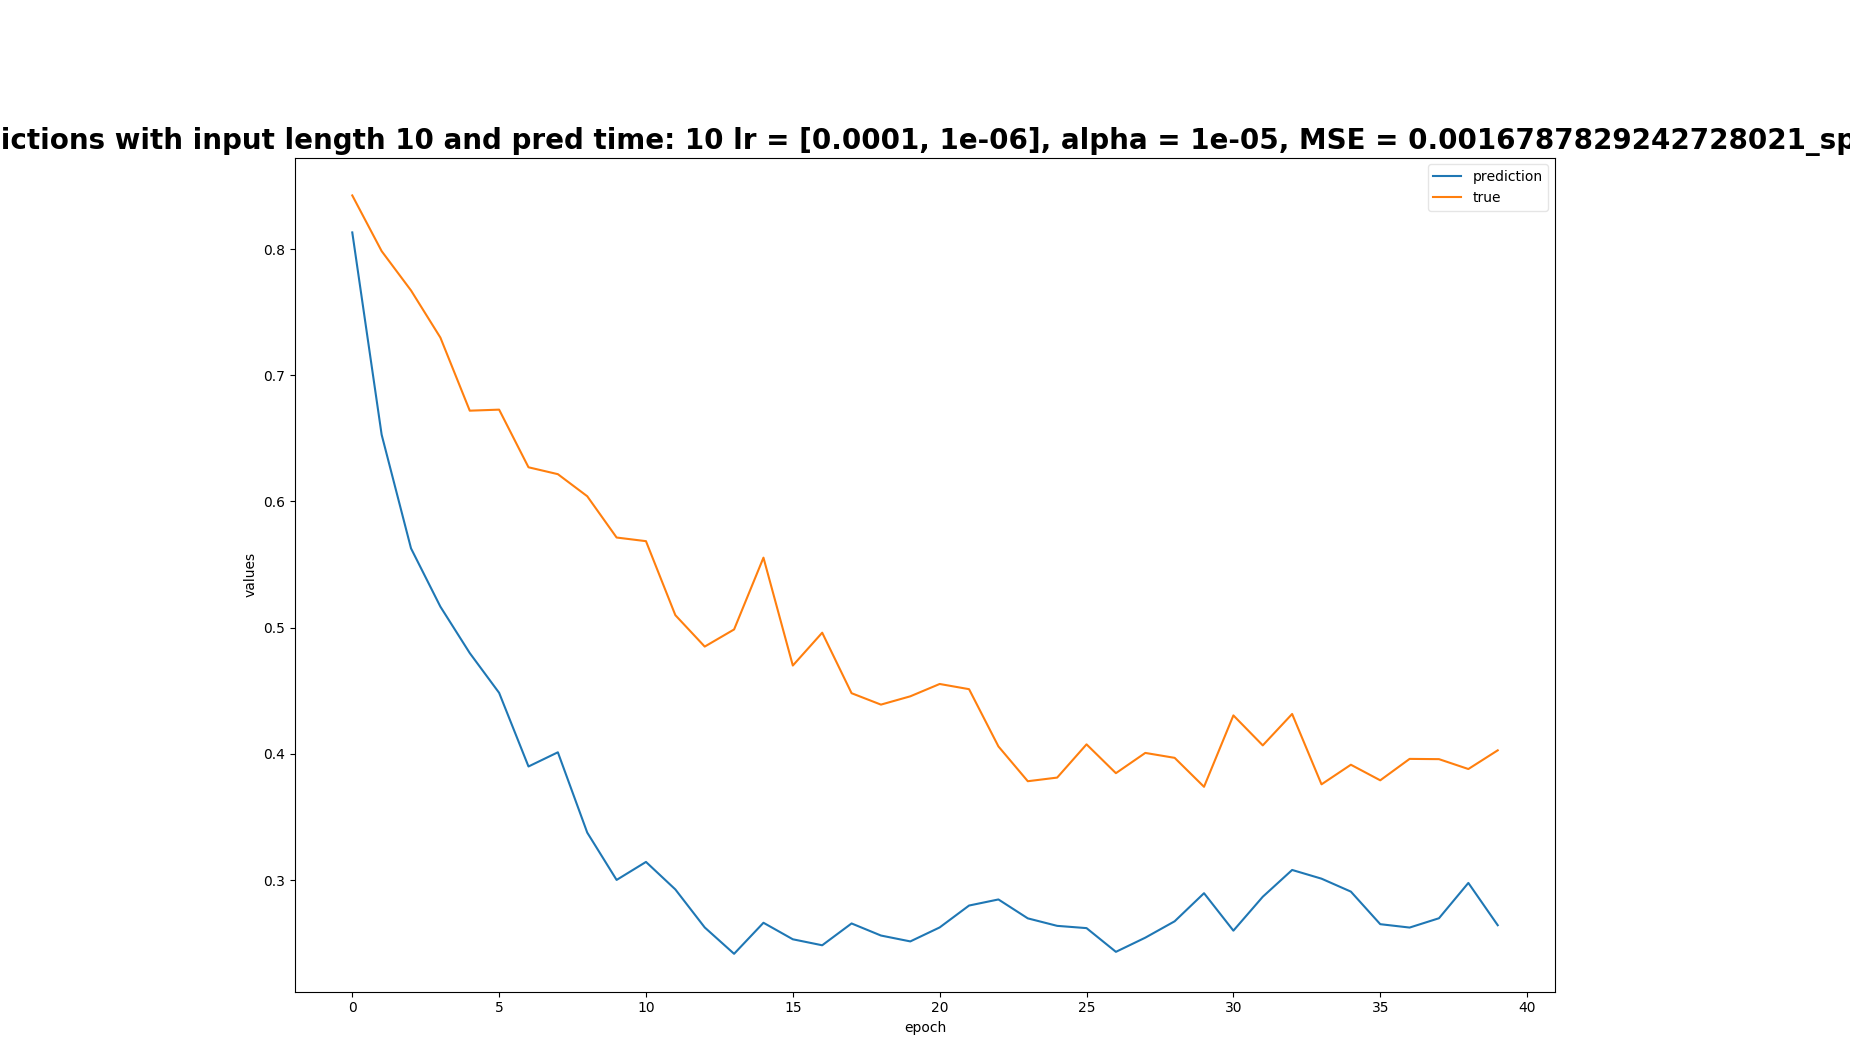 ictions with input length 10 and pred time: 10 lr = [0.0001, 1e-06], alpha = 1e-05, MSE = 0.0016787829242728021_sp
prediction
true
0.8
0.7
0.6
0.5
0.4
0.3
values
0 5 10 15 20 25 30 35 40
epoch